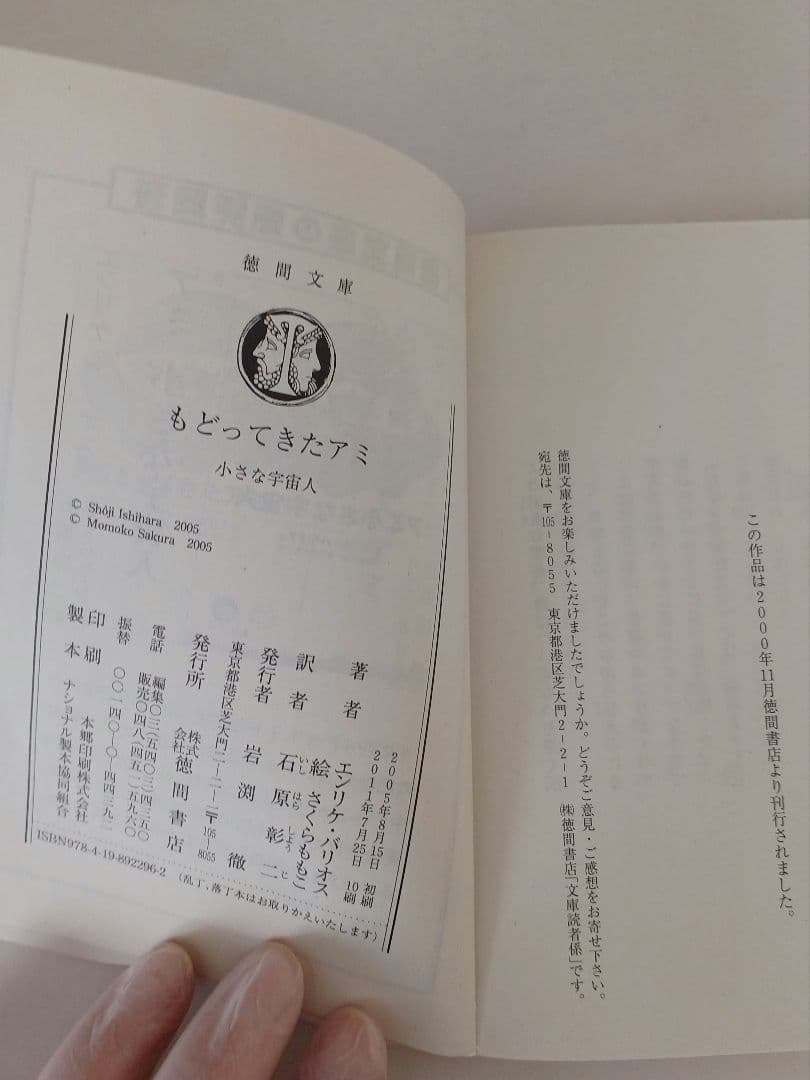 この作品は2000年11月徳間書店より刊行されました。
徳間文庫をお楽しみいただけましたでしょうか。どうぞご意見・ご感想をお寄せ下さい。
宛先は、〒105-8055 東京都港区芝大門2-2-1 ㈱徳間書店「文庫読者係」です。
徳間文庫
もどってきたアミ
小さな宇宙人
© Shōji Ishihara 2005
© Momoko Sakura 2005
2005年8月15日 初刷
2011年7月25日 10刷
著者 エンリケ・バリオス
絵 さくらももこ
訳者 石原彰二
いし はら しょう じ
発行者 岩渕徹
東京都港区芝大門二-二-一〒105-8055
発行所 株式会社徳間書店
電話 編集〇三(五四〇三)四三五〇
販売〇四八(四五一)五九六〇
振替 〇〇一四〇-〇-四四三九二
印刷 本郷印刷株式会社
製本 ナショナル製本協同組合
ISBN978-4-19-892296-2 (乱丁、落丁本はお取りかえいたします)